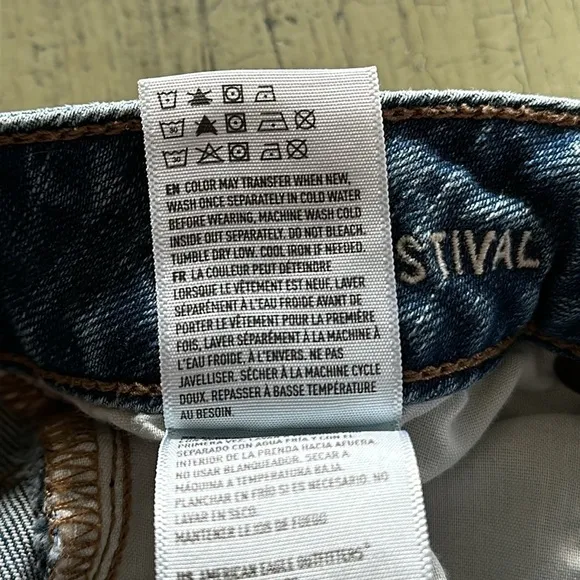 EN COLOR MAY TRANSFER WHEN NEW,
WASH ONCE SEPARATELY IN COLD WATER
BEFORE WEARING, MACHINE WASH COLD
INSIDE OUT SEPARATELY. DO NOT BLEACH.
TUMBLE DRY LOW. COOL IRON IF NEEDED.
FR LA COULEUR PEUT DÉTEINDRE
LORSQUE LE VÊTEMENT EST NEUF. LAVER
SÉPARÉMENT À L'EAU FROIDE AVANT DE
PORTER LE VÊTEMENT POUR LA PREMIÈRE
FOIS, LAVER SÉPARÉMENT À LA MACHINE À
L'EAU FROIDE, À L'ENVERS. NE PAS
JAVELLISER. SÉCHER À LA MACHINE CYCLE
DOUX. REPASSER À BASSE TEMPÉRATURE
AU BESOIN.
STIVAL
PRIMERA VEZ.
SEPARADO CON AGUA FRÍA Y CON EL
INTERIOR DE LA PRENDA HACIA AFUERA.
NO USAR BLANQUEADOR. SECAR A
MÁQUINA A TEMPERATURA BAJA.
PLANCHAR EN FRÍO SI ES NECESARIO. NO
LAVAR EN SECO.
MANTENER LEJOS DE FUEGO
US AMERICAN EAGLE OUTFITTERS